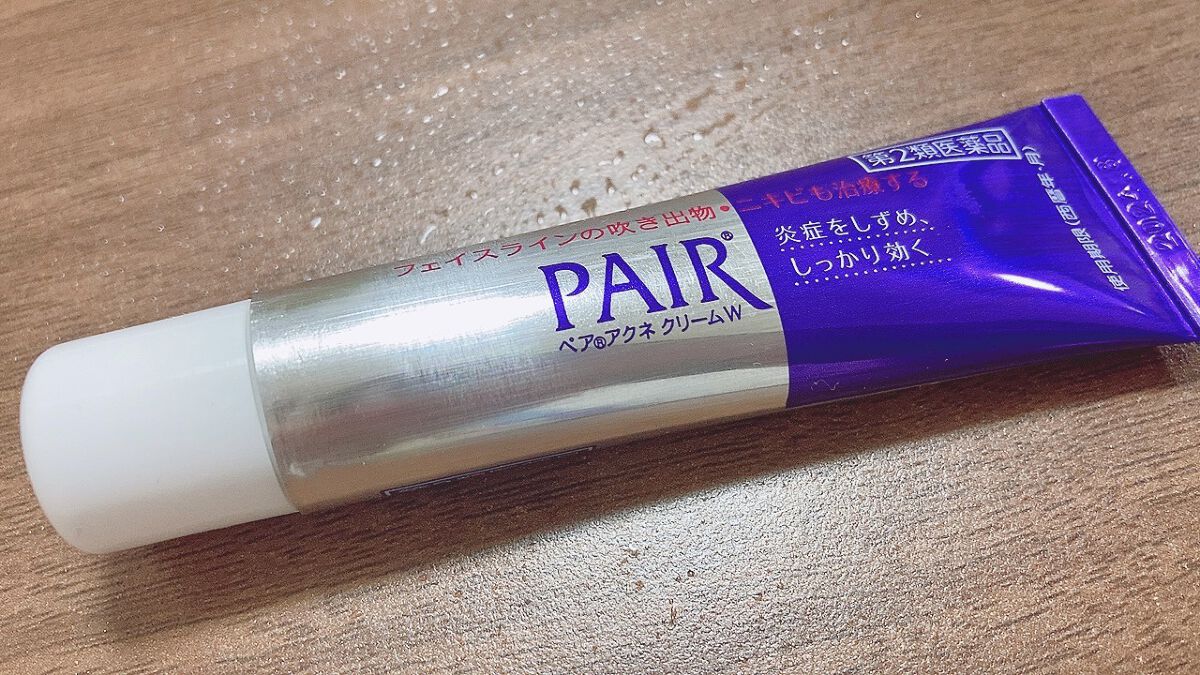 第2類医薬品
フェイスラインの吹き出物・ニキビも治療する
PAIR®
ペア®アクネ クリームW
炎症をしずめ、
しっかり効く
使用期限(西暦年・月)